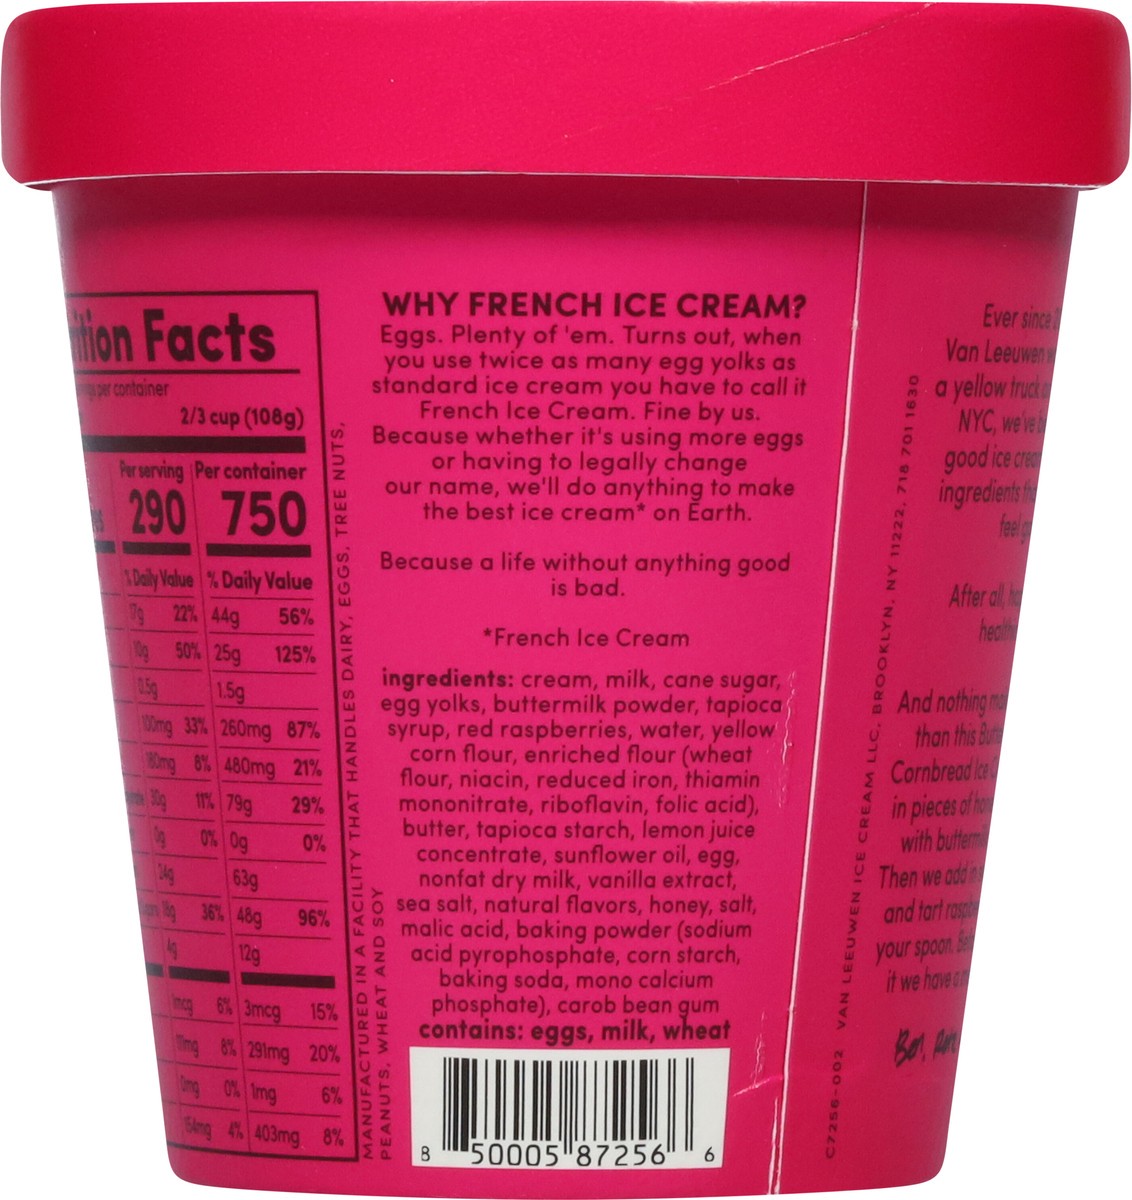 Facts
per container
2/3 cup (108g)
Per serving Per container
290 750
% Daily Value % Daily Value
22% 44g 56%
50% 25g 125%
0.5g 1.5g
100mg 33% 260mg 87%
180mg 8% 480mg 21%
30g 11% 79g 29%
0g 0% 0g 0%
24g 63g
18g 36% 48g 96%
4g 12g
1mcg 6% 3mcg 15%
111mg 8% 291mg 20%
0mg 0% 1mg 6%
154mg 4% 403mg 8%
MANUFACTURED IN A FACILITY THAT HANDLES DAIRY, EGGS, TREE NUTS,
PEANUTS, WHEAT AND SOY
WHY FRENCH ICE CREAM?
Eggs. Plenty of 'em. Turns out, when
you use twice as many egg yolks as
standard ice cream you have to call it
French Ice Cream. Fine by us.
Because whether it's using more eggs
or having to legally change
our name, we'll do anything to make
the best ice cream* on Earth.
Because a life without anything good
is bad.
*French Ice Cream
ingredients: cream, milk, cane sugar,
egg yolks, buttermilk powder, tapioca
syrup, red raspberries, water, yellow
corn flour, enriched flour (wheat
flour, niacin, reduced iron, thiamin
mononitrate, riboflavin, folic acid),
butter, tapioca starch, lemon juice
concentrate, sunflower oil, egg,
nonfat dry milk, vanilla extract,
sea salt, natural flavors, honey, salt,
malic acid, baking powder (sodium
acid pyrophosphate, corn starch,
baking soda, mono calcium
phosphate), carob bean gum
contains: eggs, milk, wheat
8 50005 87256 6
C7256-002 VAN LEEUWEN ICE CREAM LLC, BROOKLYN, NY 11222, 718 701 1630
Ever since
Van Leeuwen
a yellow truck
NYC, we've
good ice
ingredients
feel
After all,
And nothing
than this
Cornbread Ice
in pieces of
with
Then we add
and tart
your spoon.
it we have a
Ben,